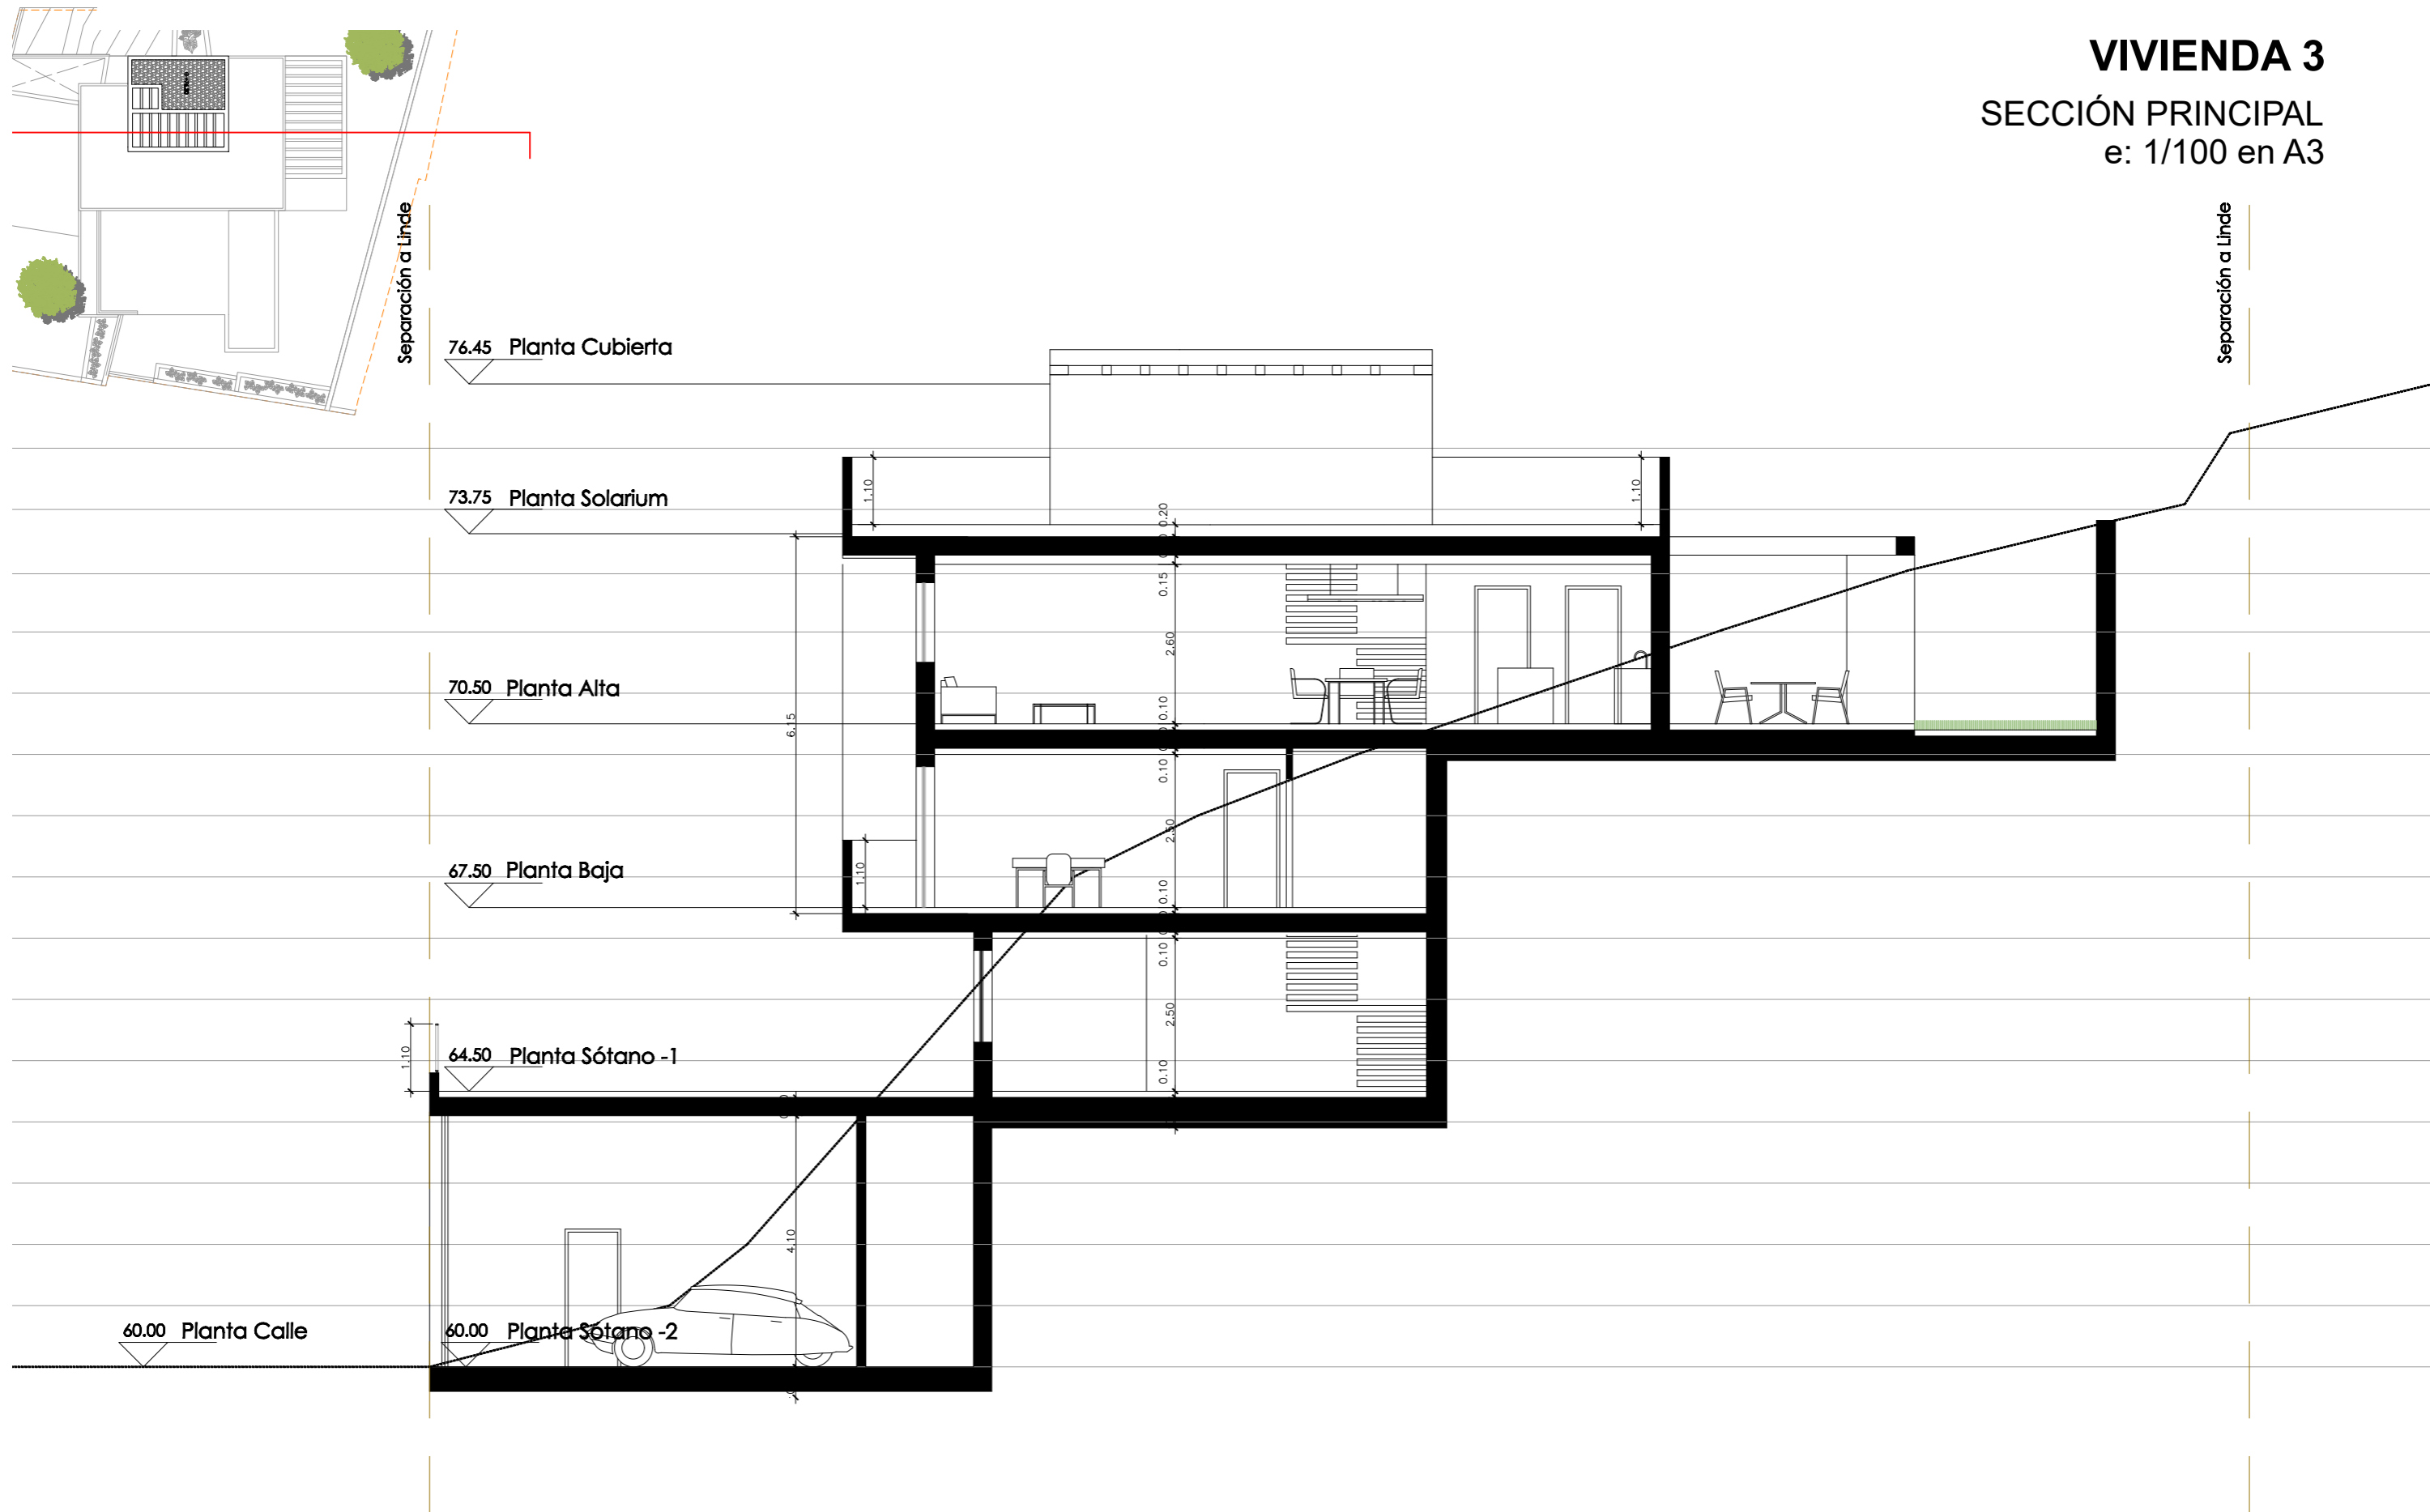 VIVIENDA 3
SECCIÓN PRINCIPAL
e: 1/100 en A3
Separación a Linde
Separación a Linde
76.45 Planta Cubierta
1.10
1.10
73.75 Planta Solarium
0.20
0.15
2.60
70.50 Planta Alta
0.10
6.15
0.10
2.50
67.50 Planta Baja
1.10
0.10
0.10
2.50
1.10
64.50 Planta Sótano -1
0.10
4.10
60.00 Planta Calle
60.00 Planta Sótano -2